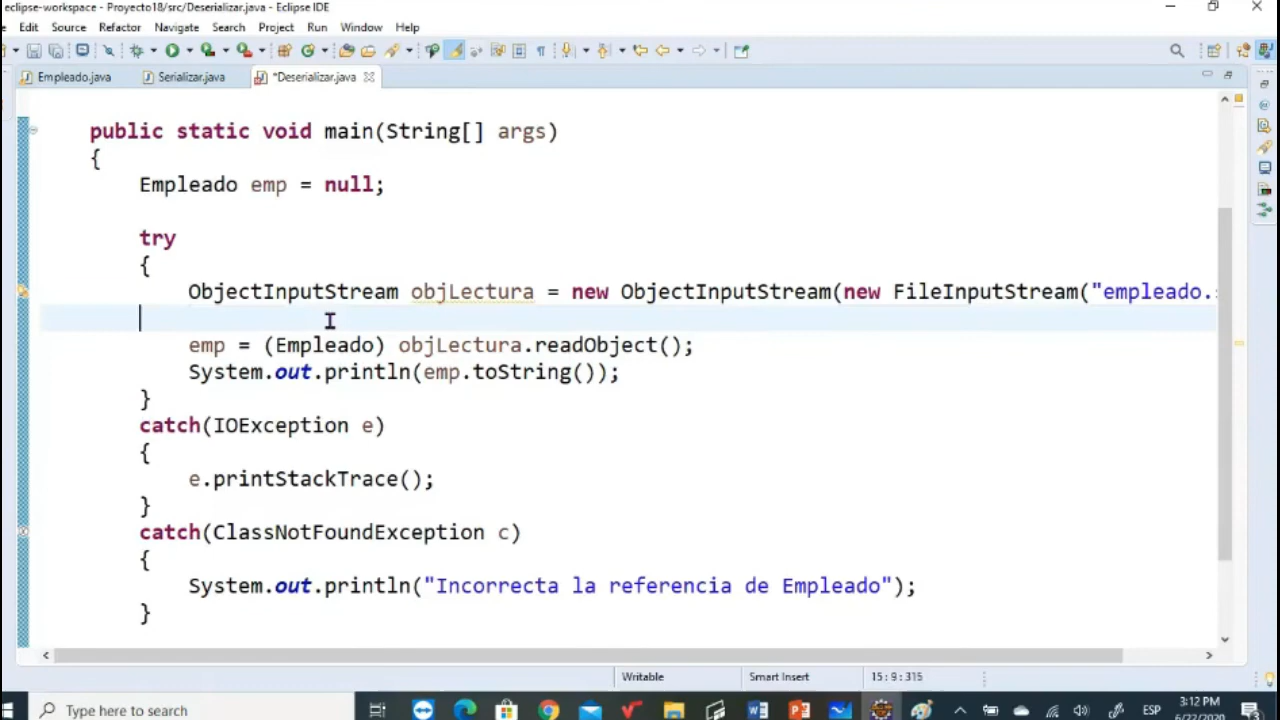 eclipse-workspace - Proyecto18/src/Deserializar.java - Eclipse IDE
Edit Source Refactor Navigate Search Project Run Window Help
Empleado.java Serializar.java *Deserializar.java
public static void main(String[] args)
{
Empleado emp = null;
try
{
ObjectInputStream objLectura = new ObjectInputStream(new FileInputStream("empleado.
emp = (Empleado) objLectura.readObject();
System.out.println(emp.toString());
}
catch(IOException e)
{
e.printStackTrace();
}
catch(ClassNotFoundException c)
{
System.out.println("Incorrecta la referencia de Empleado");
}
Writable Smart Insert 15 : 9 : 315
Type here to search
ESP
3:12 PM
6/22/2020